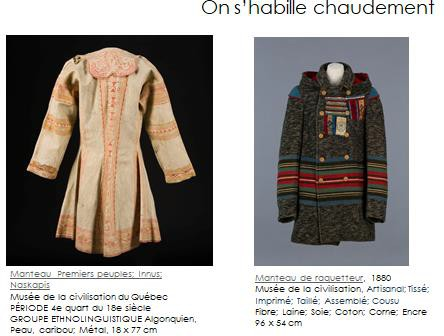 On s'habille chaudement
Manteau Premiers peuples; Innus;
Naskapis
Musée de la civilisation du Québec
PÉRIODE 4e quart du 18e siècle
GROUPE ETHNOLINGUISTIQUE Algonquien,
Peau, caribou; Métal, 18 x 77 cm
Manteau de raquetteur, 1880
Musée de la civilisation, Artisanal; Tissé;
Imprimé; Taillé; Assemblé; Cousu
Fibre; Laine; Soie; Coton; Corne; Encre
96 x 54 cm